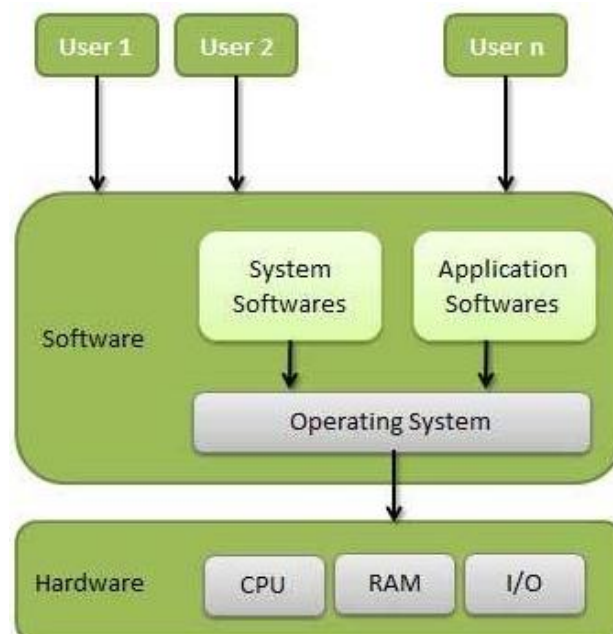 User 1
User 2
User n
System
Softwares
Application
Softwares
Software
Operating System
Hardware
CPU
RAM
I/O